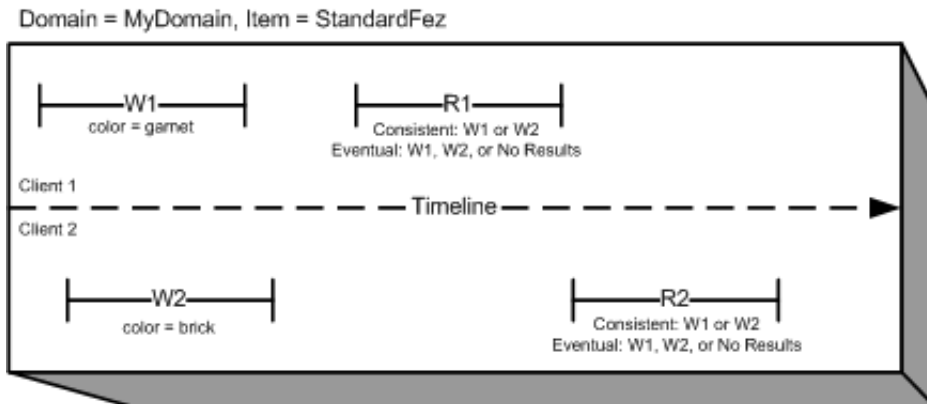 Domain = MyDomain, Item = StandardFez
W1
color = garnet
R1
Consistent: W1 or W2
Eventual: W1, W2, or No Results
Client 1
Timeline
Client 2
W2
color = brick
R2
Consistent: W1 or W2
Eventual: W1, W2, or No Results